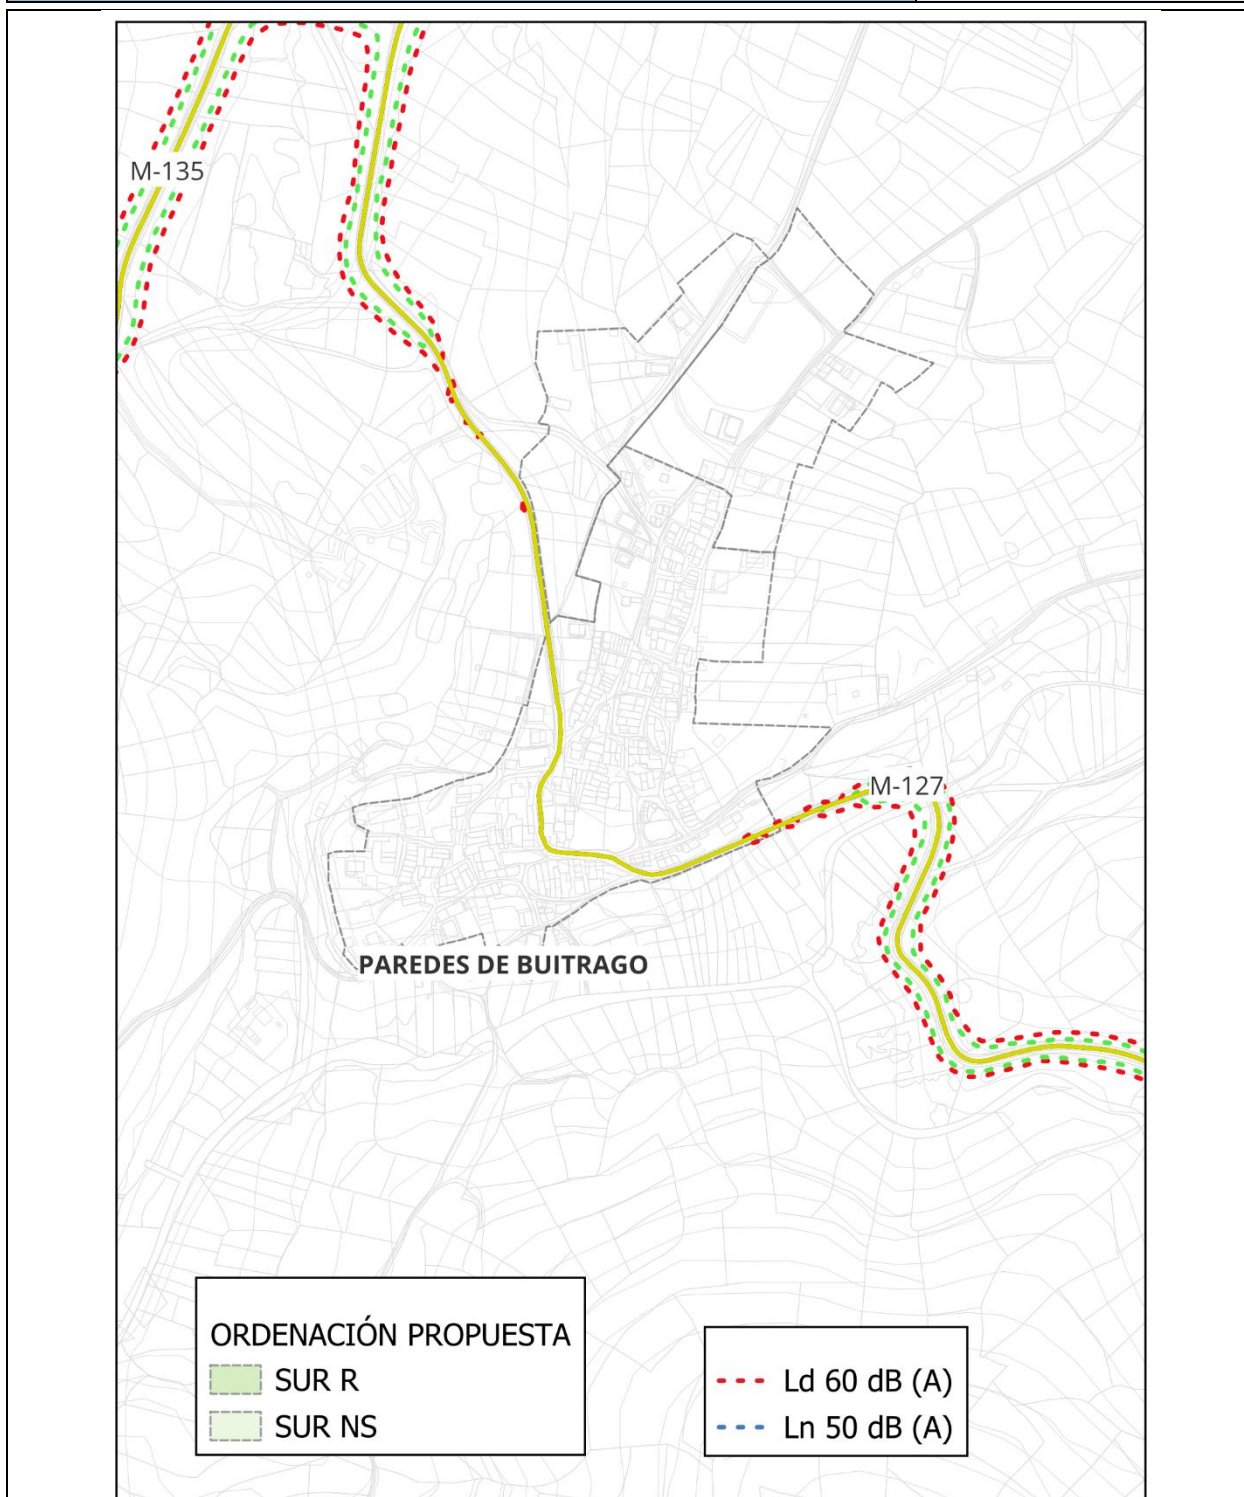 M-135
M-127
PAREDES DE BUITRAGO
ORDENACIÓN PROPUESTA
SUR R
SUR NS
Ld 60 dB (A)
Ln 50 dB (A)